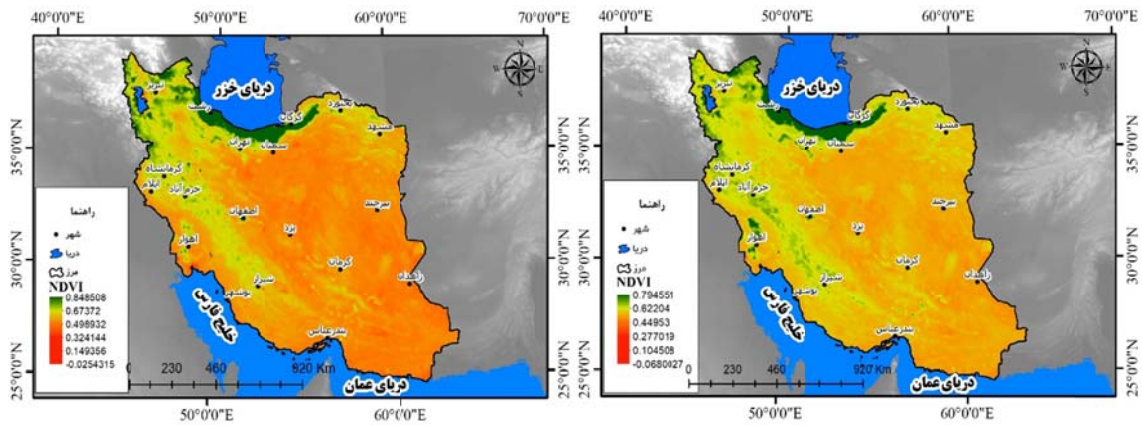 40°0'0"E 50°0'0"E 60°0'0"E 70°0'0"E
35°0'0"N
30°0'0"N
25°0'0"N
N
W E
S
دریای خزر
تبریز
رشت
گرگان
بجنورد
مشهد
تهران
سمنان
کرمانشاه
ایلام
خرم آباد
اصفهان
بیرجند
یزد
اهواز
کرمان
زاهدان
شیراز
بوشهر
خلیج فارس
بندرعباس
دریای عمان
راهنما
شهر
دریا
مرز
NDVI
0.848508
0.67372
0.498932
0.324144
0.149356
-0.0254315
0 230 460 920 Km
50°0'0"E 60°0'0"E
40°0'0"E 50°0'0"E 60°0'0"E 70°0'0"E
35°0'0"N
30°0'0"N
25°0'0"N
N
W E
S
دریای خزر
تبریز
رشت
گرگان
بجنورد
مشهد
تهران
سمنان
کرمانشاه
ایلام
خرم آباد
اصفهان
بیرجند
یزد
اهواز
کرمان
زاهدان
شیراز
بوشهر
خلیج فارس
بندرعباس
دریای عمان
راهنما
شهر
دریا
مرز
NDVI
0.794551
0.62204
0.44953
0.277019
0.104508
-0.0680027
0 230 460 920 Km
50°0'0"E 60°0'0"E